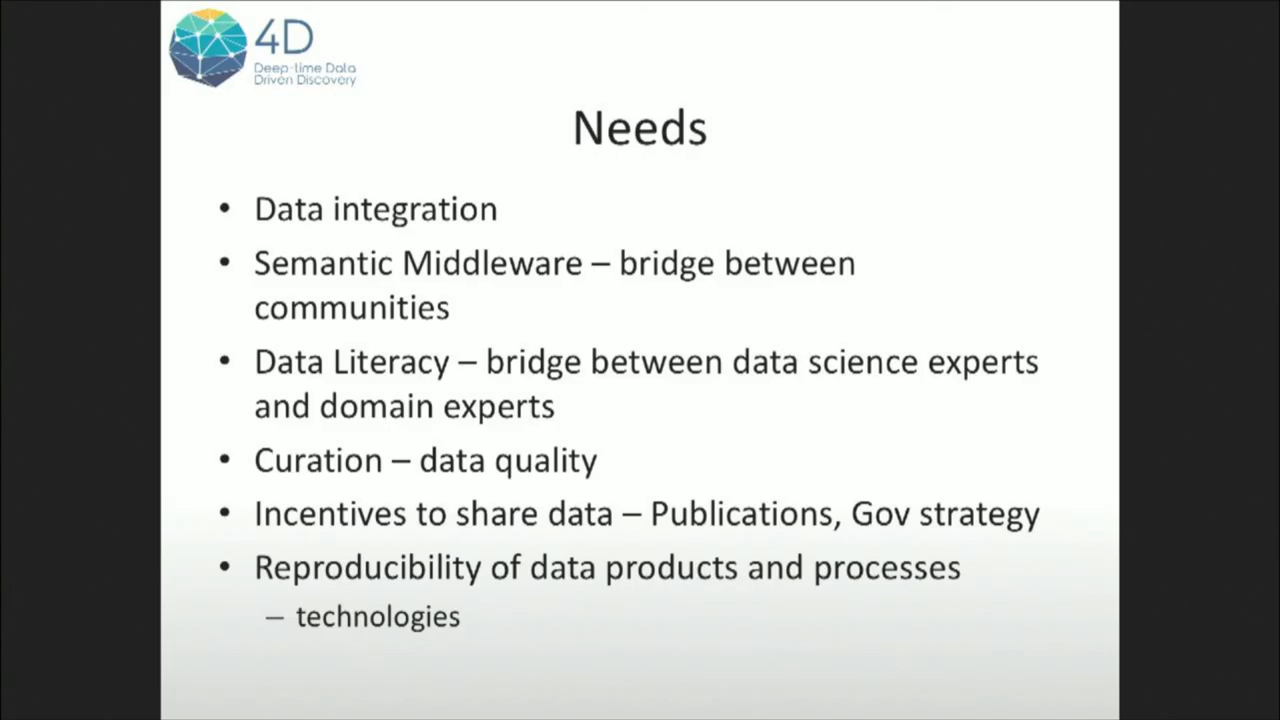 4D
Deep-time Data
Driven Discovery
Needs
• Data integration
• Semantic Middleware – bridge between
communities
• Data Literacy – bridge between data science experts
and domain experts
• Curation – data quality
• Incentives to share data – Publications, Gov strategy
• Reproducibility of data products and processes
– technologies